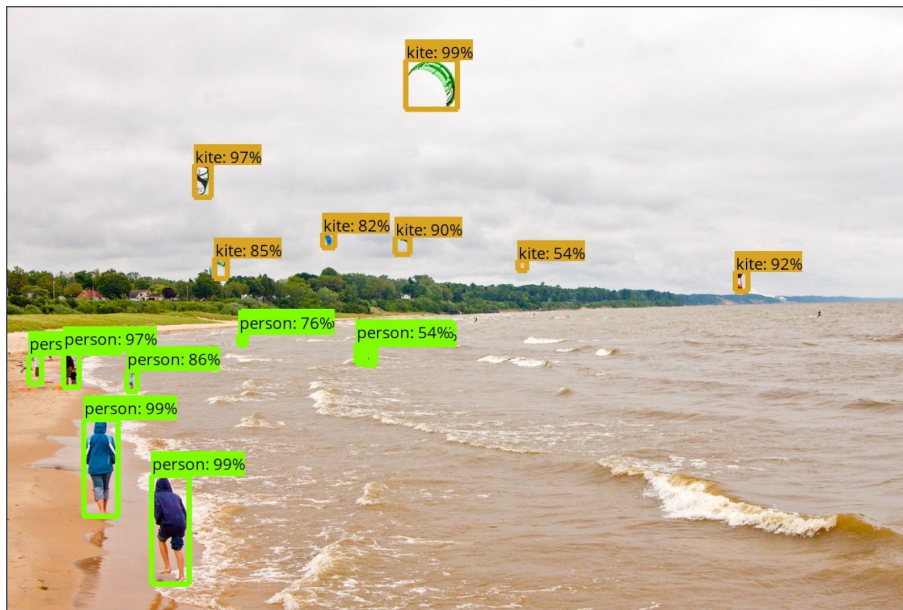 kite: 99%
kite: 97%
kite: 82%
kite: 90%
kite: 85%
kite: 54%
kite: 92%
person: 76%
person: 54%
pers
person: 97%
person: 86%
person: 99%
person: 99%